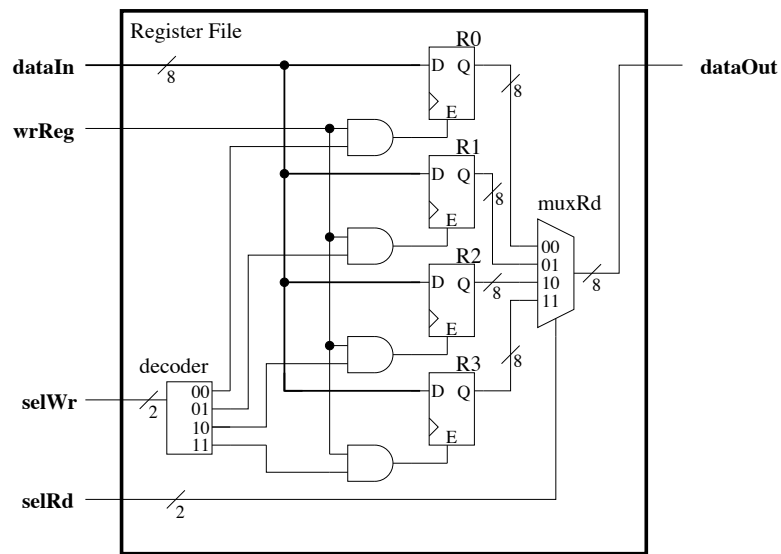 Register File
R0
dataIn
8
D Q
8
dataOut
E
wrReg
R1
D Q
8
muxRd
E
R2
00
01
10
11
D Q
8
8
E
decoder
R3
8
selWr
2
00
01
10
11
D Q
E
selRd
2